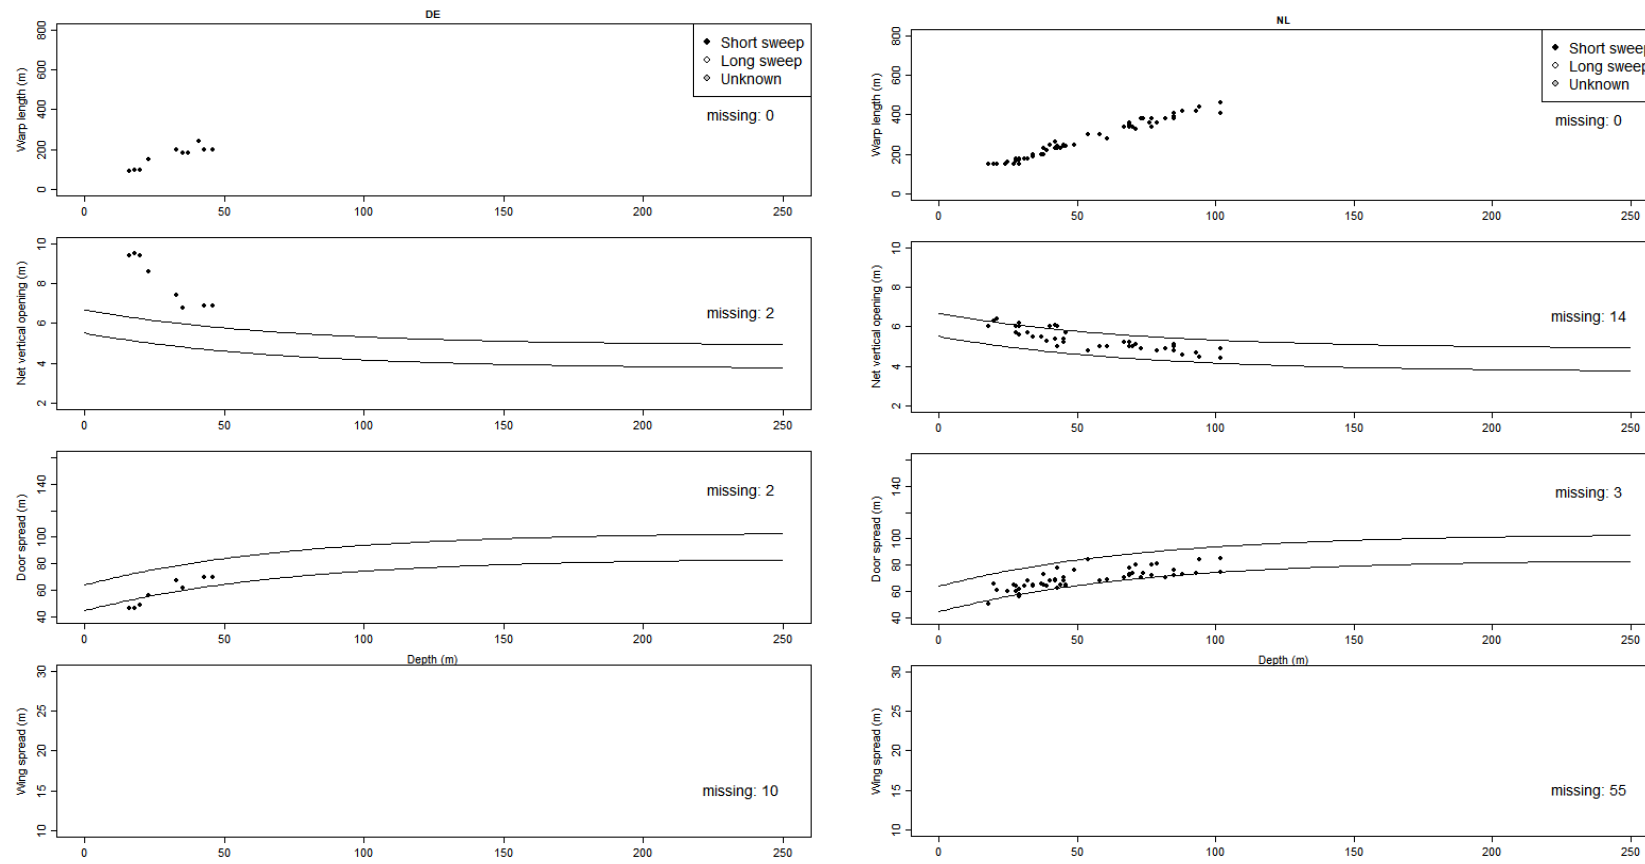 DE
Warp length (m)
0 200 400 600 800
Short sweep
Long sweep
Unknown
missing: 0
0 50 100 150 200 250
Net vertical opening (m)
2 4 6 8 10
missing: 2
0 50 100 150 200 250
Door spread (m)
40 60 80 100 140
missing: 2
0 50 100 150 200 250
Depth (m)
Wing spread (m)
10 15 20 25 30
missing: 10
0 50 100 150 200 250
NL
Warp length (m)
0 200 400 600 800
Short sweep
Long sweep
Unknown
missing: 0
0 50 100 150 200 250
Net vertical opening (m)
2 4 6 8 10
missing: 14
0 50 100 150 200 250
Door spread (m)
40 60 80 100 140
missing: 3
0 50 100 150 200 250
Depth (m)
Wing spread (m)
10 15 20 25 30
missing: 55
0 50 100 150 200 250